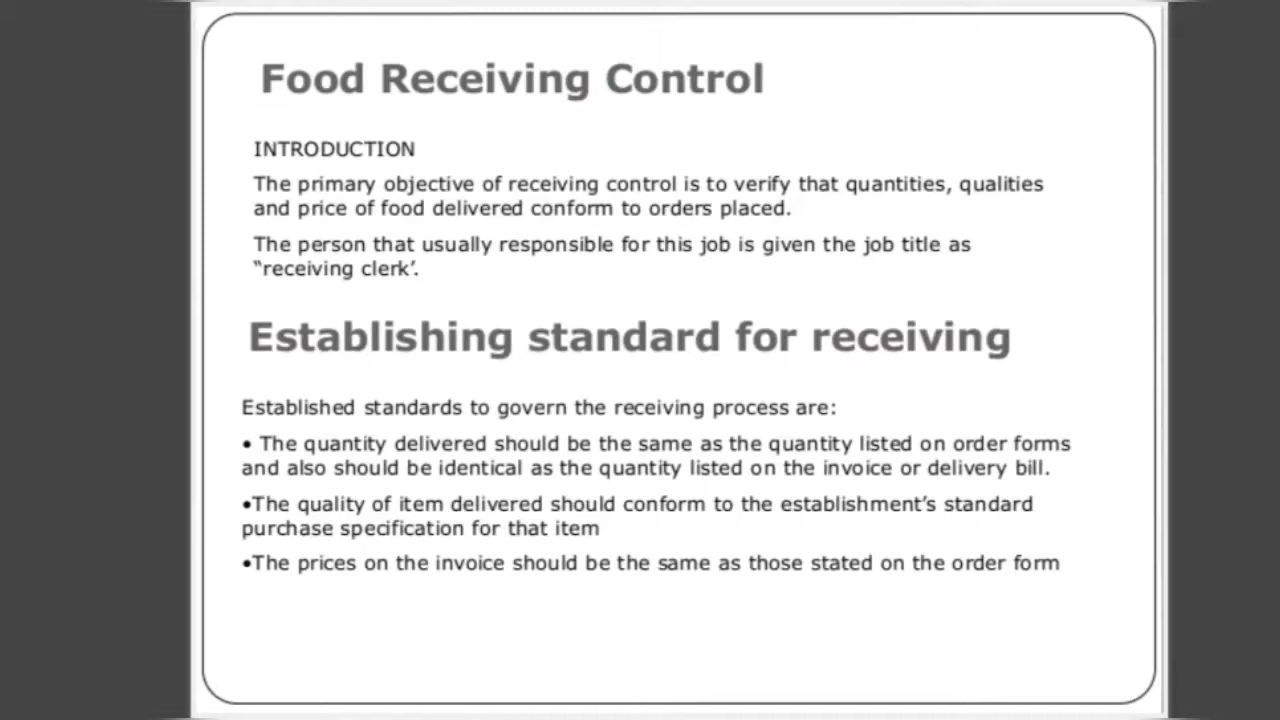 Food Receiving Control
INTRODUCTION
The primary objective of receiving control is to verify that quantities, qualities
and price of food delivered conform to orders placed.
The person that usually responsible for this job is given the job title as
“receiving clerk’.
Establishing standard for receiving
Established standards to govern the receiving process are:
• The quantity delivered should be the same as the quantity listed on order forms
and also should be identical as the quantity listed on the invoice or delivery bill.
•The quality of item delivered should conform to the establishment’s standard
purchase specification for that item
•The prices on the invoice should be the same as those stated on the order form